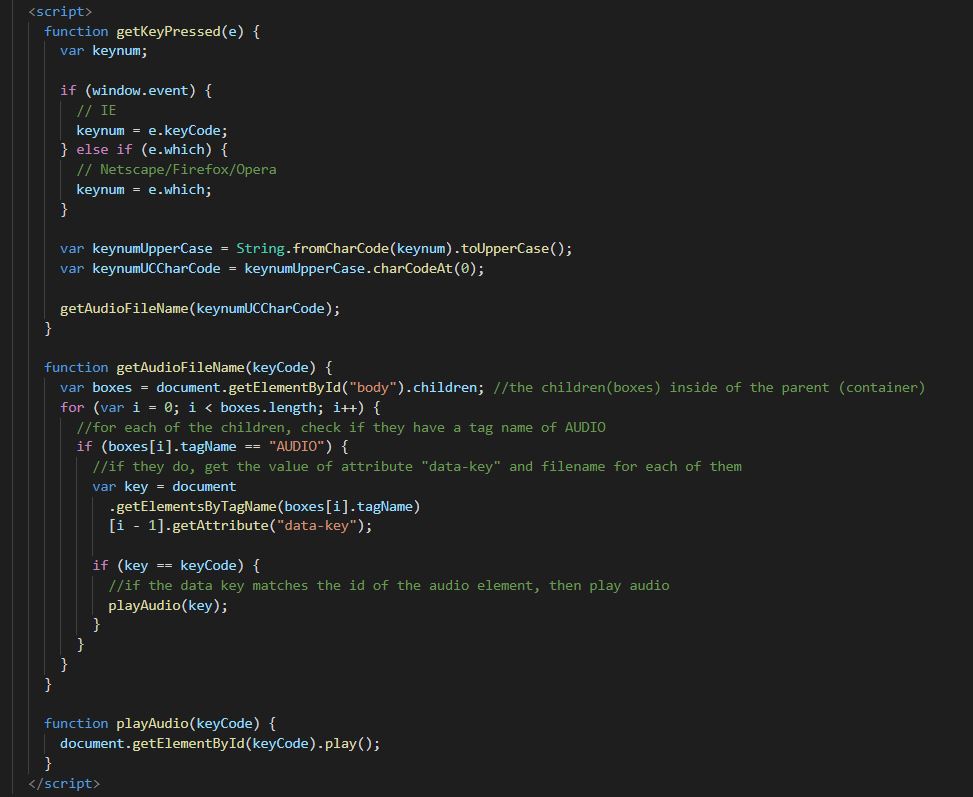 <script>
function getKeyPressed(e) {
var keynum;
if (window.event) {
// IE
keynum = e.keyCode;
} else if (e.which) {
// Netscape/Firefox/Opera
keynum = e.which;
}
var keynumUpperCase = String.fromCharCode(keynum).toUpperCase();
var keynumUCCharCode = keynumUpperCase.charCodeAt(0);
getAudioFileName(keynumUCCharCode);
}
function getAudioFileName(keyCode) {
var boxes = document.getElementById("body").children; //the children(boxes) inside of the parent (container)
for (var i = 0; i < boxes.length; i++) {
//for each of the children, check if they have a tag name of AUDIO
if (boxes[i].tagName == "AUDIO") {
//if they do, get the value of attribute "data-key" and filename for each of them
var key = document
.getElementsByTagName(boxes[i].tagName)
[i - 1].getAttribute("data-key");
if (key == keyCode) {
//if the data key matches the id of the audio element, then play audio
playAudio(key);
}
}
}
}
function playAudio(keyCode) {
document.getElementById(keyCode).play();
}
</script>